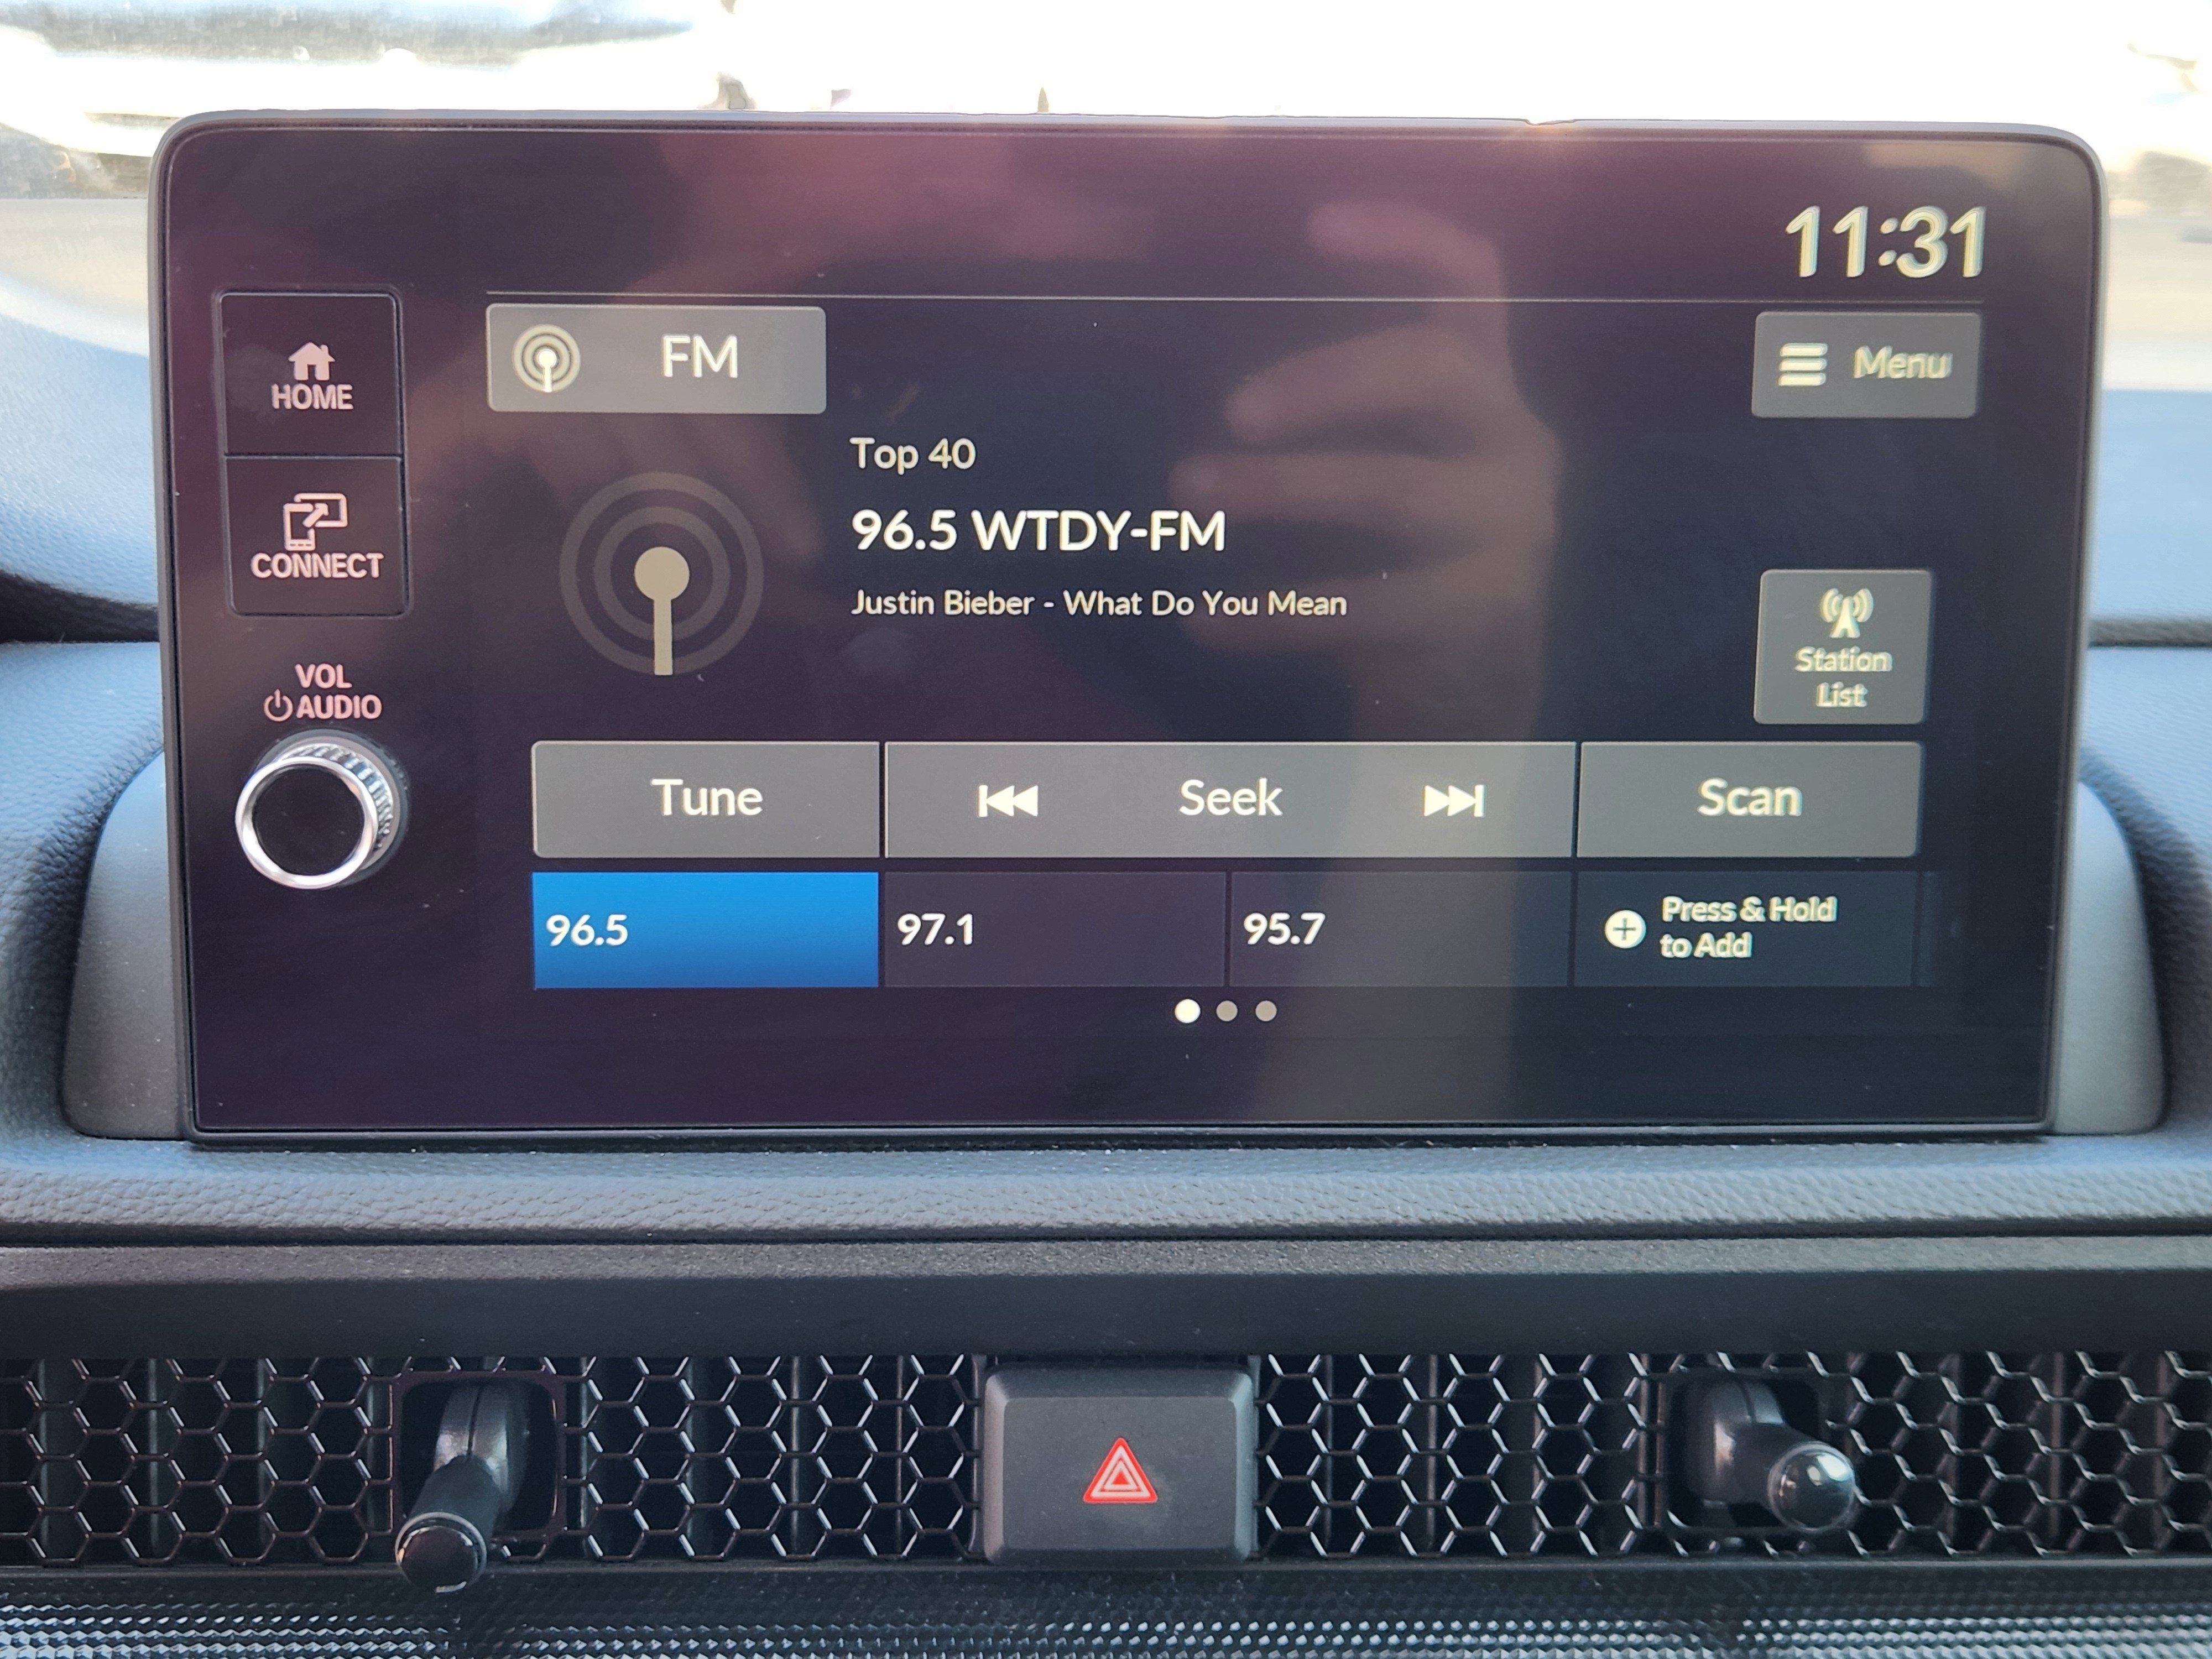 11:31
HOME
FM
Menu
Top 40
96.5 WTDY-FM
CONNECT
Justin Bieber - What Do You Mean
Station
List
VOL
AUDIO
Tune
Seek
Scan
96.5
97.1
95.7
Press & Hold
to Add